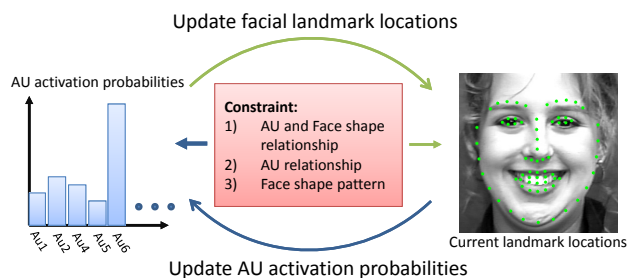 Update facial landmark locations
AU activation probabilities
Au1
Au2
Au4
Au5
Au6
Constraint:
1) AU and Face shape
relationship
2) AU relationship
3) Face shape pattern
Current landmark locations
Update AU activation probabilities